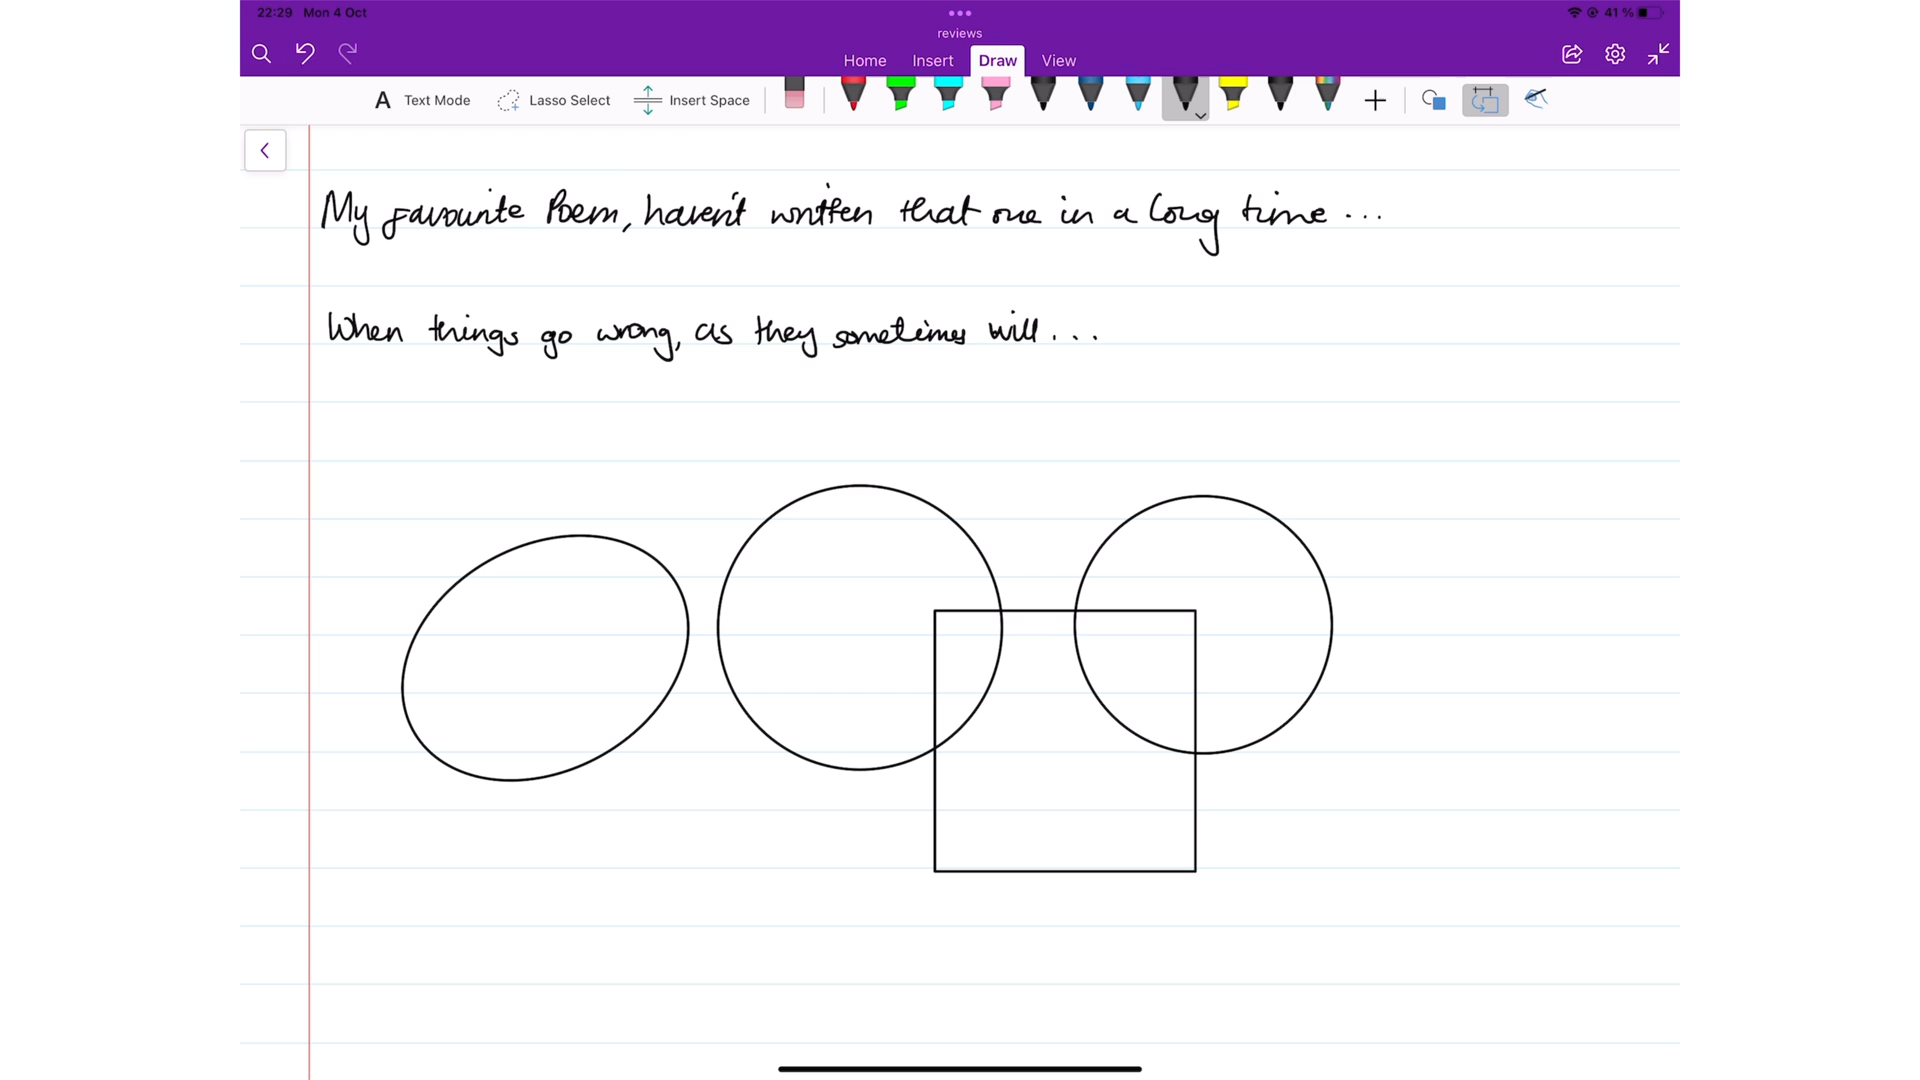 22:29 Mon 4 Oct
41 %
reviews
Home Insert Draw View
A Text Mode Lasso Select Insert Space
My favourite Poem, haven't written that one in a long time...
When things go wrong, as they sometimes will...